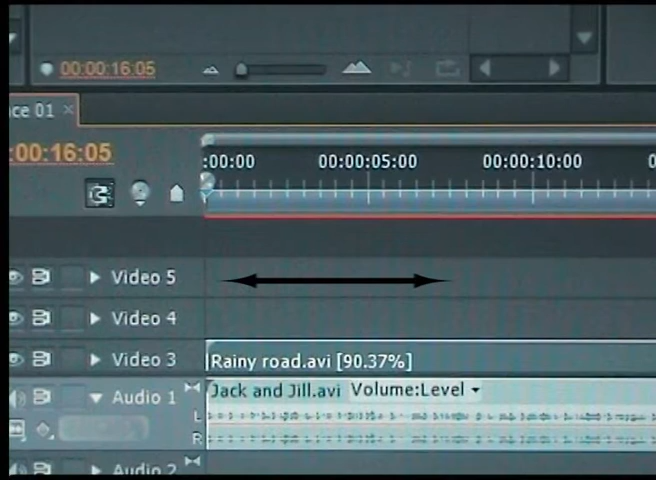 00:00:16:05
ce 01 ×
:00:16:05
:00:00 00:00:05:00 00:00:10:00 0
Video 5
Video 4
Video 3 Rainy road.avi [90.37%]
Audio 1 Jack and Jill.avi Volume:Level
L
R
Audio 2